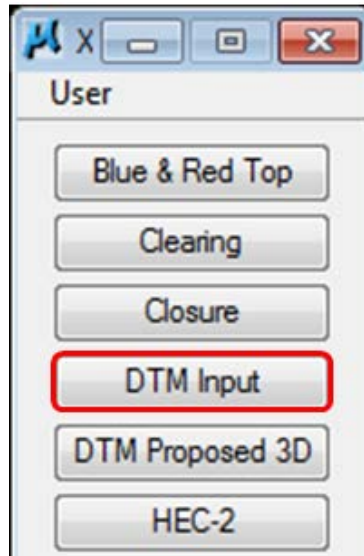 μ X
User
Blue & Red Top
Clearing
Closure
DTM Input
DTM Proposed 3D
HEC-2